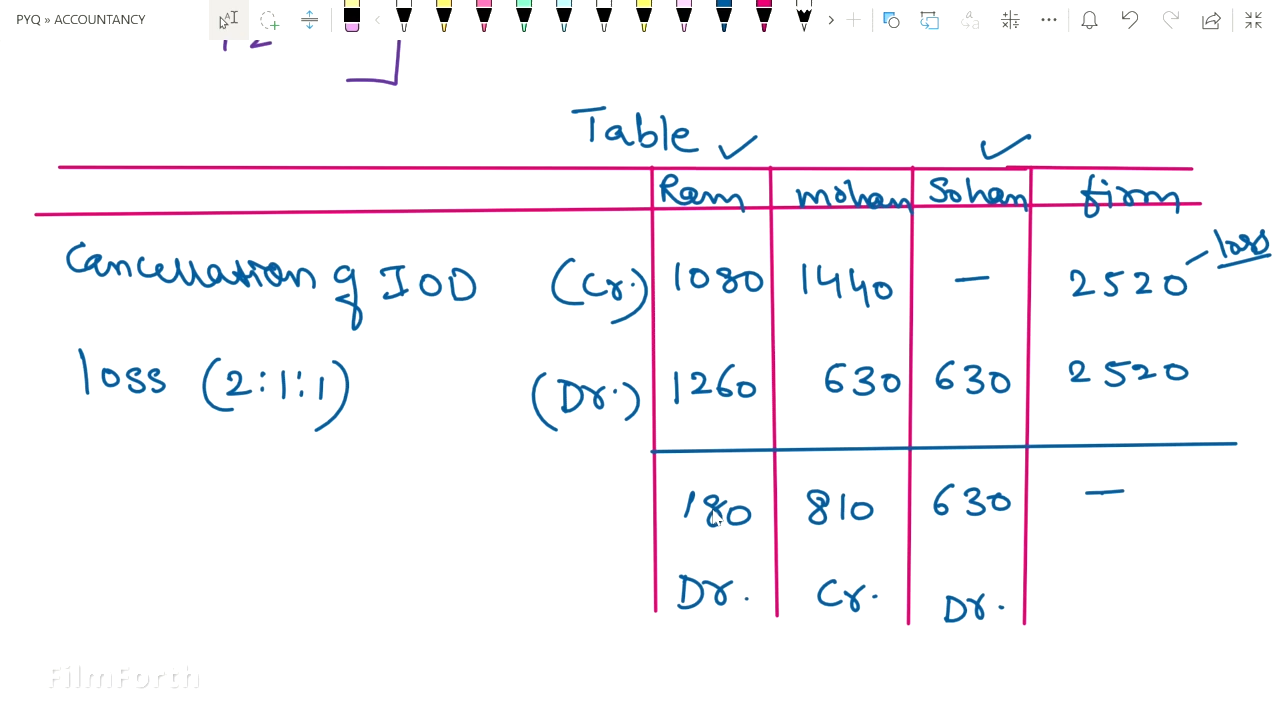 PYQ » ACCOUNTANCY
Table ✓ ✓
Ram Mohan Sohan firm
Cancellation of IOD (Cr.) 1080 1440 — 2520 loss
loss (2:1:1) (Dr.) 1260 630 630 2520
180 810 630 —
Dr. Cr. Dr.
FilmForth